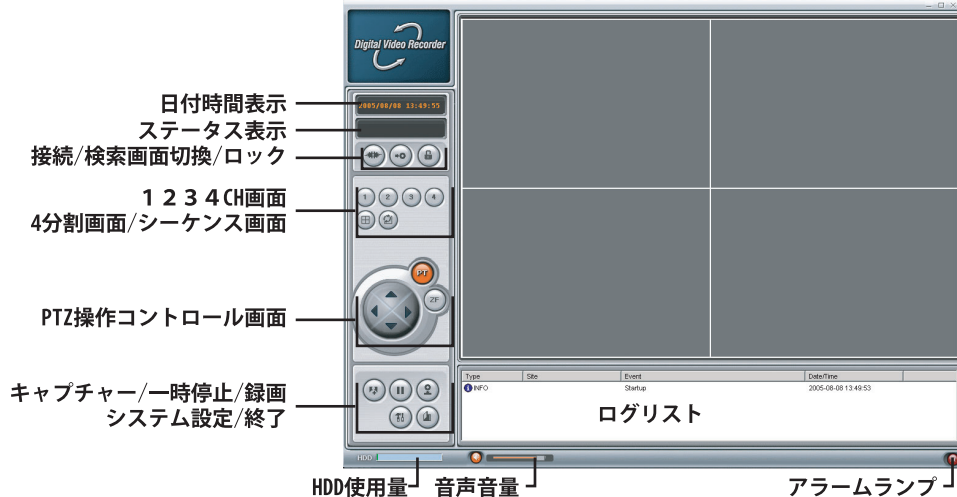 Digital Video Recorder
日付時間表示
2005/08/08 13:49:55
ステータス表示
接続/検索画面切換/ロック
1234CH画面
1 2 3 4
4分割画面/シーケンス画面
PT
ZF
PTZ操作コントロール画面
キャプチャー/一時停止/録画
システム設定/終了
Type Site Event Date/Time
INFO Startup 2005-08-08 13:49:53
ログリスト
HDD
HDD使用量
音声音量
アラームランプ